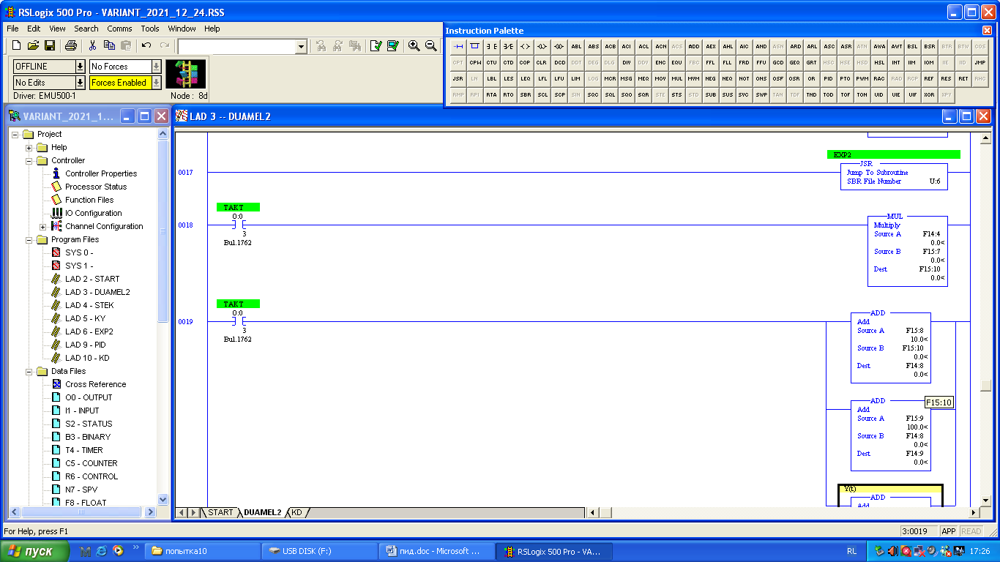 RSLogix 500 Pro - VARIANT_2021_12_24.RSS
File Edit View Search Comms Tools Window Help
Instruction Palette
ABL ABS ACB ACI ACL ACN ACS ADD AEX AHL AIC AND ASN ARD ARL ASC ASR ATN AWA AWT BSL BSR BTR BTW COS
CPT CPW CTU CTD COP CLR DCD DDT DEG DLG DIV ENC EQU FBC FFL FLL FRD FFU GCD GEQ GRT HSC HSE HSD HSL INT IIM IOM IIE IID JMP
JSR LN LBL LES LEQ LFL LFU LIM LOG MCR MSG MEQ MOV MUL MVM NEG NEQ NOT ONS OSF OSR OR PID PTO PWM RAC RAD RCP REF RES RET RHC
RMP RPI RTA RTO SBR SCL SCP SIN SQC SQL SQO SQR STE STS STD SUB SUS SVC SWP TAN TOF TND TOD TOF TON UID UIE UIF XOR XPY
OFFLINE No Forces
No Edits Forces Enabled
Driver: EMU500-1 Node : 8d
VARIANT_2021_1...
LAD 3 -- DUAMEL2
Project
Help
Controller
Controller Properties
Processor Status
Function Files
IO Configuration
Channel Configuration
Program Files
SYS 0 -
SYS 1 -
LAD 2 - START
LAD 3 - DUAMEL2
LAD 4 - STEK
LAD 5 - KY
LAD 6 - EXP2
LAD 9 - PID
LAD 10 - KD
Data Files
Cross Reference
O0 - OUTPUT
I1 - INPUT
S2 - STATUS
B3 - BINARY
T4 - TIMER
C5 - COUNTER
R6 - CONTROL
N7 - SPV
F8 - FLOAT
EXP2
0017
JSR
Jump To Subroutine
SBR File Number U:6
TAKT
O:0
0018
3
Bul.1762
MUL
Multiply
Source A F14:4
0.0<
Source B F15:7
0.0<
Dest F15:10
0.0<
TAKT
O:0
0019
3
Bul.1762
ADD
Add
Source A F15:8
10.0<
Source B F15:10
0.0<
Dest F14:8
0.0<
F15:10
ADD
Add
Source A F15:9
100.0<
Source B F14:8
0.0<
Dest F14:9
0.0<
Y(t)
ADD
Add
START DUAMEL2 KD
For Help, press F1
3:0019 APP READ
пуск
попытка10
USB DISK (F:)
пид.doc - Microsoft ...
RSLogix 500 Pro - VA...
RL
17:26